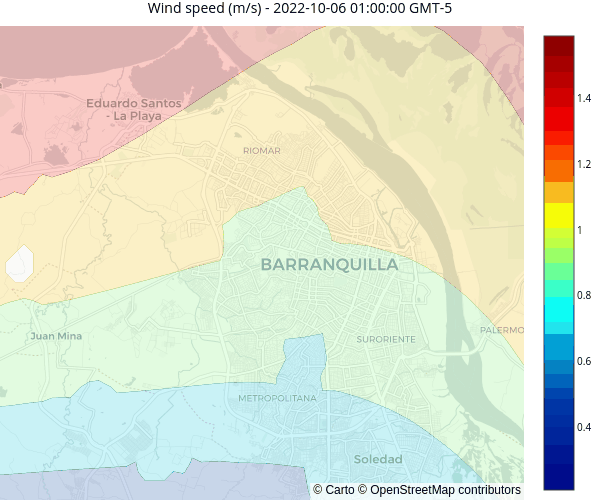 Wind speed (m/s) - 2022-10-06 01:00:00 GMT-5
Eduardo Santos
- La Playa
RIOMAR
BARRANQUILLA
Juan Mina
SURORIENTE
PALERMO
METROPOLITANA
Soledad
1.4
1.2
1
0.8
0.6
0.4
© Carto © OpenStreetMap contributors